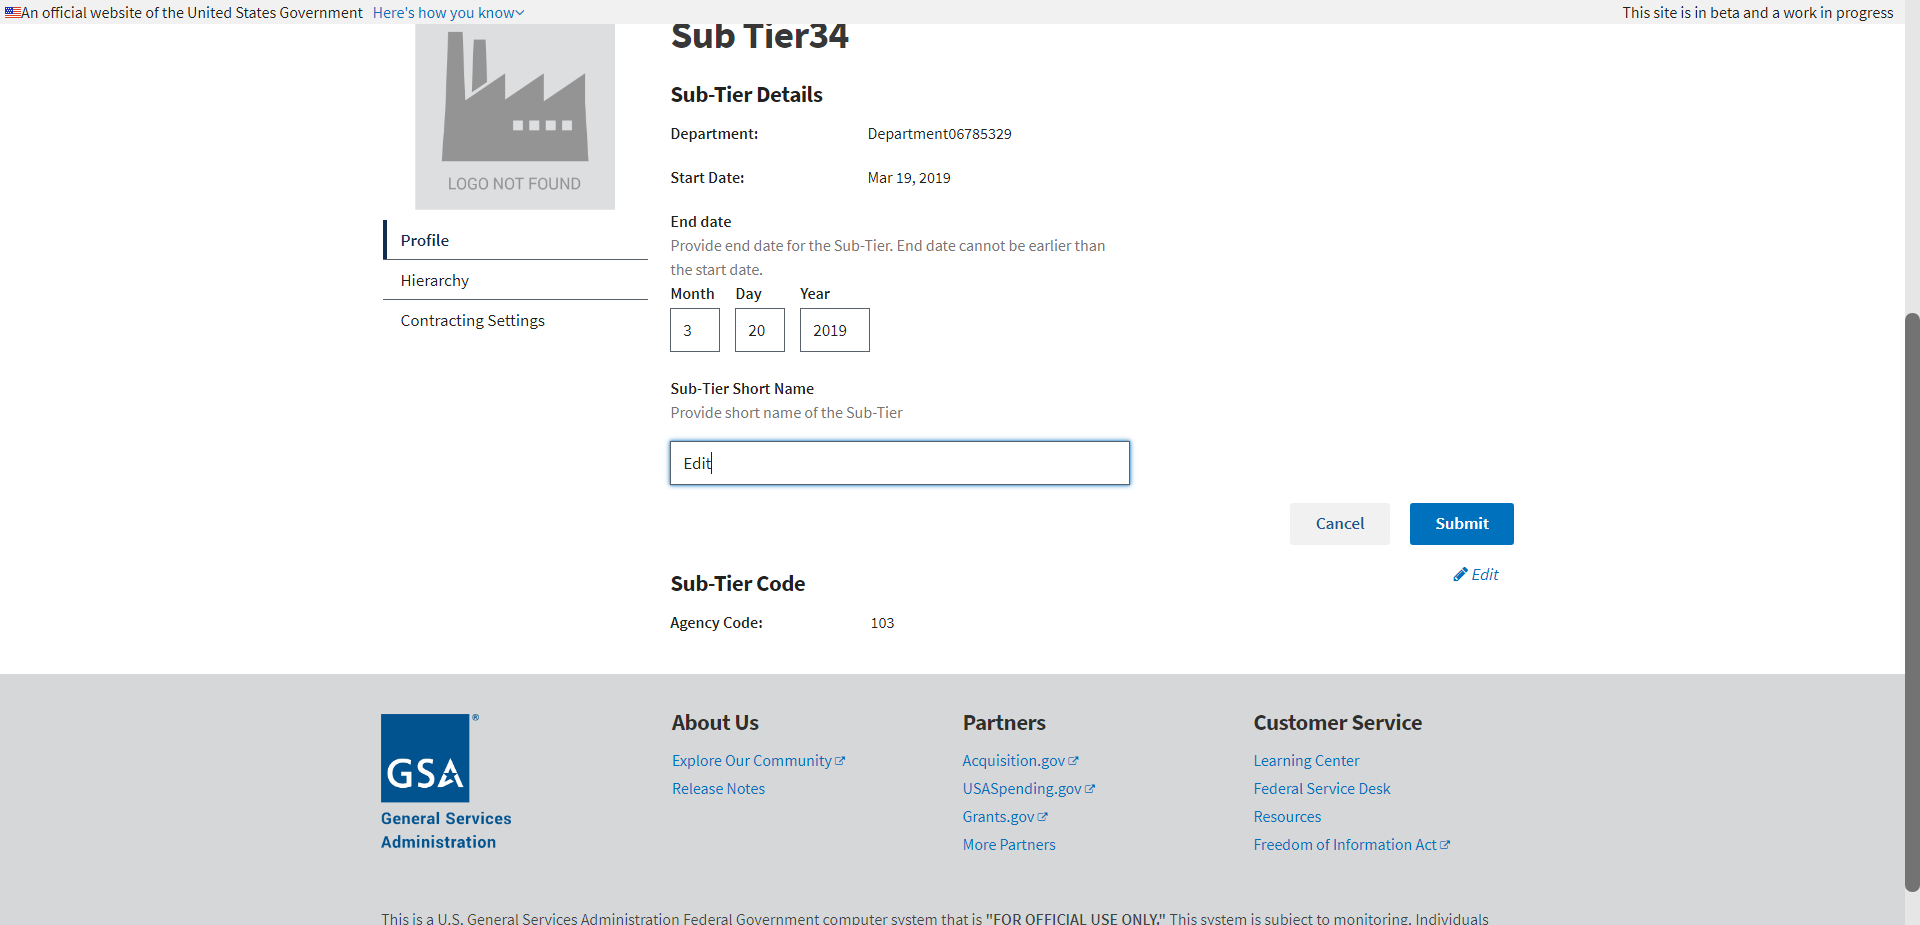 An official website of the United States Government Here's how you know
This site is in beta and a work in progress
Sub Tier34
LOGO NOT FOUND
Profile
Hierarchy
Contracting Settings
Sub-Tier Details
Department: Department06785329
Start Date: Mar 19, 2019
End date
Provide end date for the Sub-Tier. End date cannot be earlier than
the start date.
Month Day Year
3 20 2019
Sub-Tier Short Name
Provide short name of the Sub-Tier
Edit
Cancel Submit
Edit
Sub-Tier Code
Agency Code: 103
GSA ®
General Services
Administration
About Us
Explore Our Community
Release Notes
Partners
Acquisition.gov
USASpending.gov
Grants.gov
More Partners
Customer Service
Learning Center
Federal Service Desk
Resources
Freedom of Information Act
This is a U.S. General Services Administration Federal Government computer system that is "FOR OFFICIAL USE ONLY." This system is subject to monitoring. Individuals